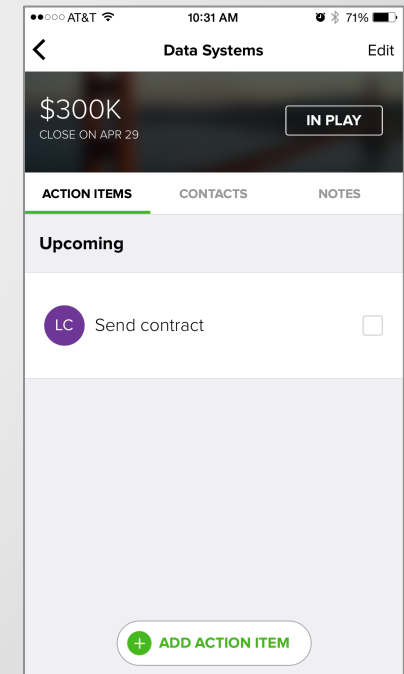 AT&T 10:31 AM 71%
Data Systems Edit
$300K
CLOSE ON APR 29
IN PLAY
ACTION ITEMS CONTACTS NOTES
Upcoming
LC Send contract
+ ADD ACTION ITEM